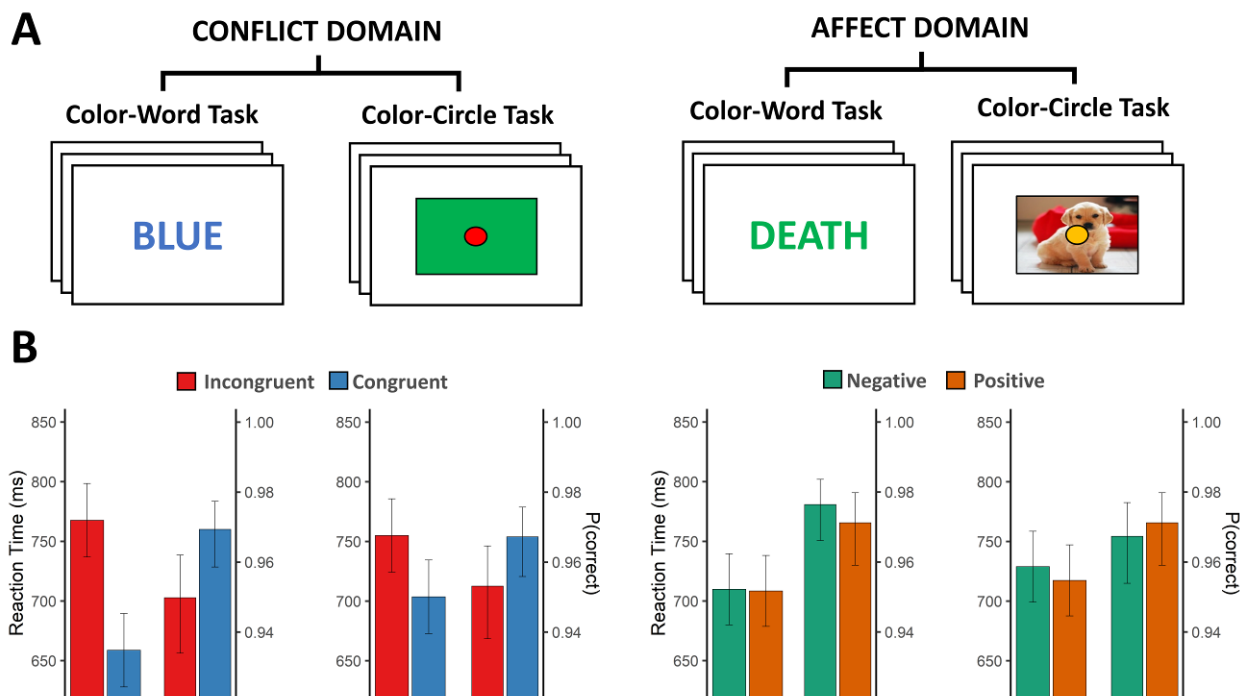 A
CONFLICT DOMAIN
AFFECT DOMAIN
Color-Word Task
Color-Circle Task
Color-Word Task
Color-Circle Task
BLUE
DEATH
B
Incongruent Congruent
Negative Positive
Reaction Time (ms)
850
800
750
700
650
1.00
0.98
0.96
0.94
850
800
750
700
650
1.00
0.98
0.96
0.94
P(correct)
Reaction Time (ms)
850
800
750
700
650
1.00
0.98
0.96
0.94
850
800
750
700
650
1.00
0.98
0.96
0.94
P(correct)